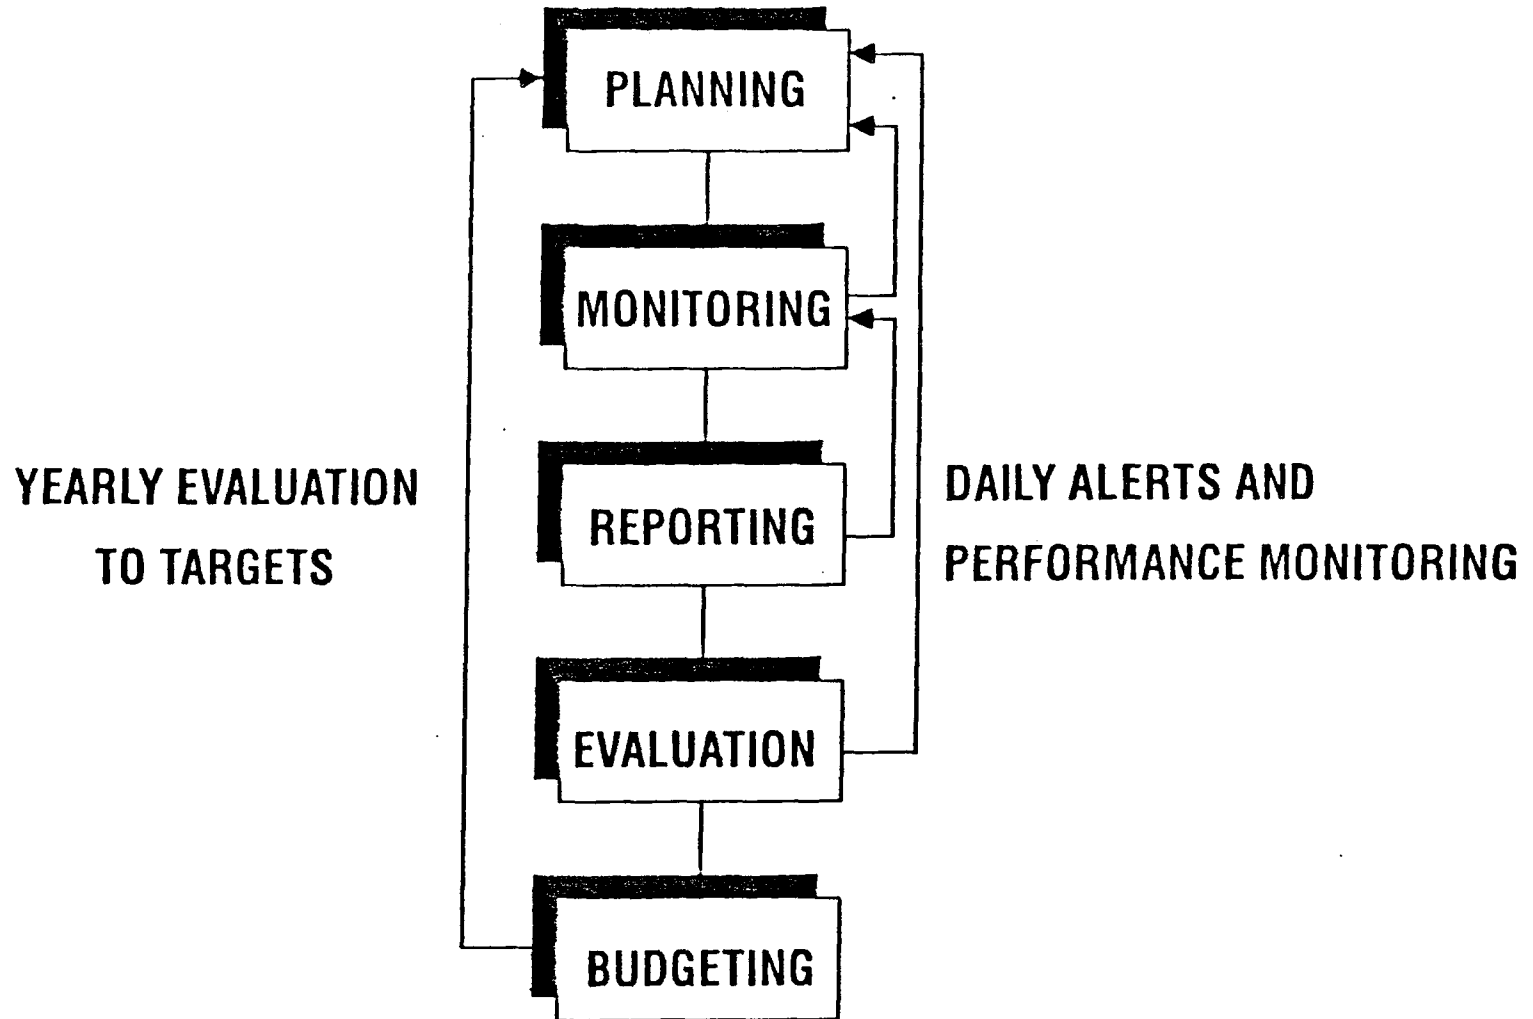 PLANNING
MONITORING
REPORTING
YEARLY EVALUATION
TO TARGETS
DAILY ALERTS AND
PERFORMANCE MONITORING
EVALUATION
BUDGETING